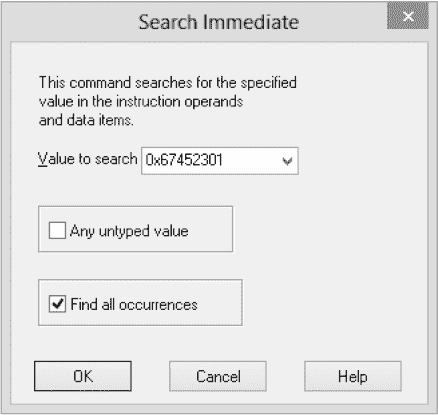 Search Immediate
This command searches for the specified
value in the instruction operands
and data items.
Value to search 0x67452301
Any untyped value
Find all occurrences
OK Cancel Help